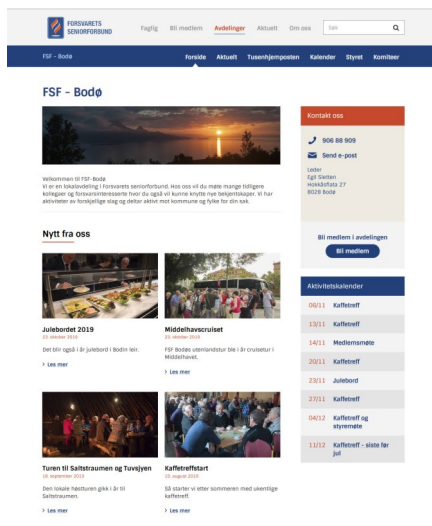 FORSVARETS
SENIORFORBUND
Faglig Bli medlem Avdelinger Aktuelt Om oss
Søk
FSF - Bodø
Forside Aktuelt Tusenhjemposten Kalender Styret Komiteer
FSF - Bodø
Velkommen til FSF-Bodø
Vi er en lokalavdeling i Forsvarets seniorforbund. Hos oss vil du møte mange tidligere
kollegaer og forsvarsinteresserte hvor du også vil kunne knytte nye bekjentskaper. Vi har
aktiviteter av forskjellige slag og deltar aktivt mot kommune og fylke for din sak.
Nytt fra oss
Julebordet 2019
23. oktober 2019
Det blir også i år julebord i Bodin leir.
› Les mer
Middelhavscruiset
23. oktober 2019
FSF Bodøs utenlandstur ble i år cruisetur i
Middelhavet.
› Les mer
Turen til Saltstraumen og Tuvsjyen
18. september 2019
Den lokale høstturen gikk i år til
Saltstraumen.
› Les mer
Kaffetreffstart
22. august 2019
Så starter vi etter sommeren med ukentlige
kaffetreff.
› Les mer
Kontakt oss
906 88 909
Send e-post
Leder
Egil Sletten
Hokkåsflata 27
8028 Bodø
Bli medlem i avdelingen
Bli medlem
Aktivitetskalender
06/11 Kaffetreff
13/11 Kaffetreff
14/11 Medlemsmøte
20/11 Kaffetreff
23/11 Julebord
27/11 Kaffetreff
04/12 Kaffetreff og
styremøte
11/12 Kaffetreff - siste før
jul